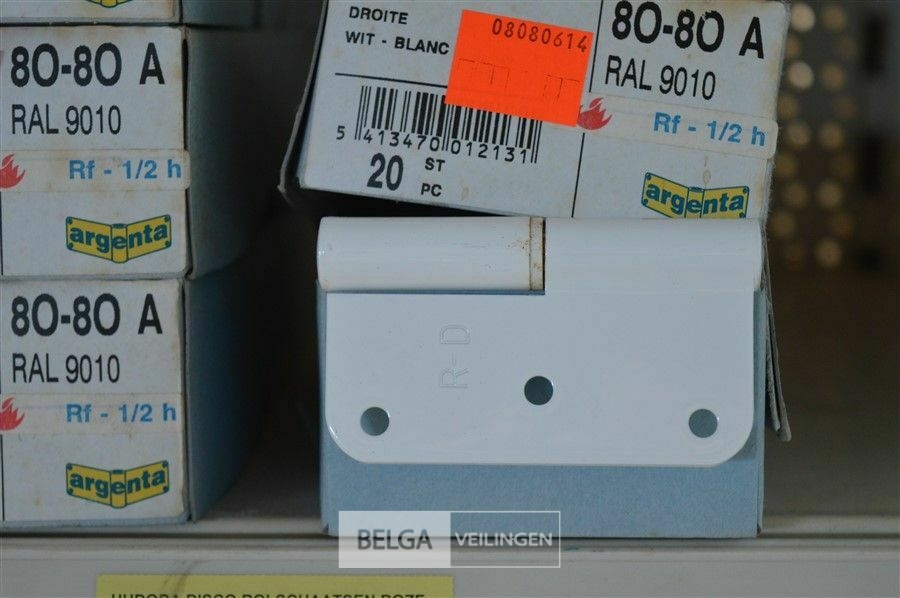 80-80 A
RAL 9010
Rf - 1/2 h
argenta
80-80 A
RAL 9010
Rf - 1/2 h
argenta
DROITE
WIT - BLANC
08080614
5 413470 012131
20 ST
PC
80-80 A
RAL 9010
Rf - 1/2 h
argenta
R-D
BELGA VEILINGEN